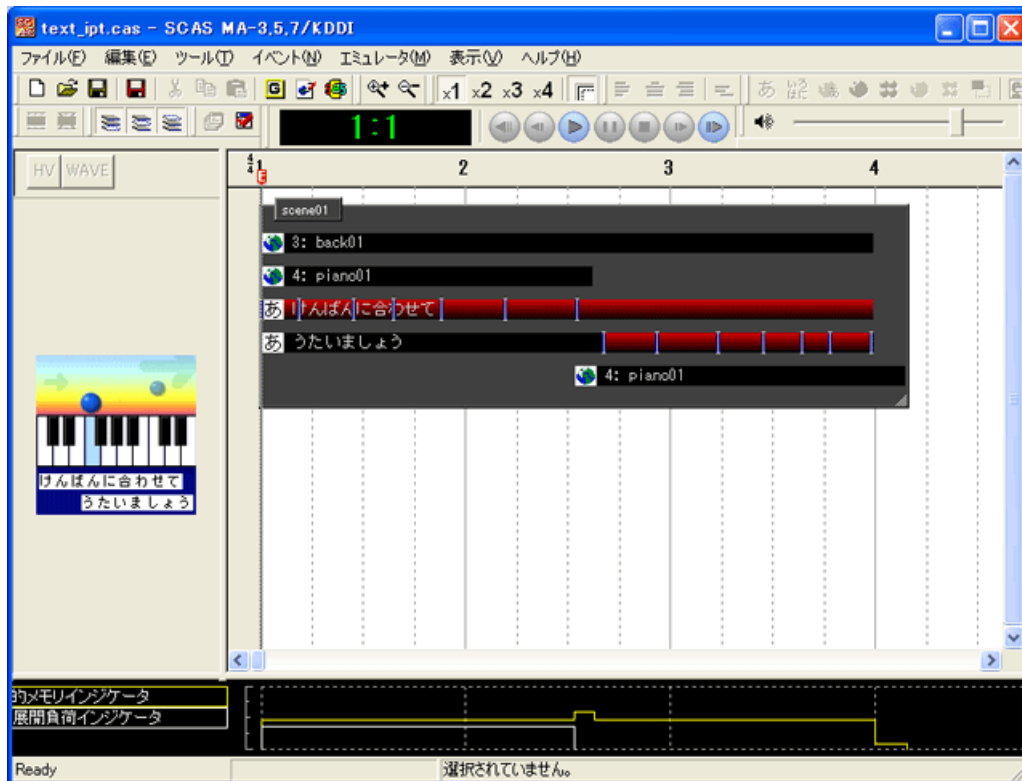 text_ipt.cas - SCAS MA-3,5,7/KDDI
ファイル(F) 編集(E) ツール(T) イベント(N) エミュレータ(M) 表示(V) ヘルプ(H)
G x1 x2 x3 x4 あ
1:1
HV WAVE
4/4 1 2 3 4
scene01
3: back01
4: piano01
あ けんばんに合わせて
あ うたいましょう
4: piano01
けんばんに合わせて
うたいましょう
的メモリインジケータ
展開負荷インジケータ
Ready 選択されていません。